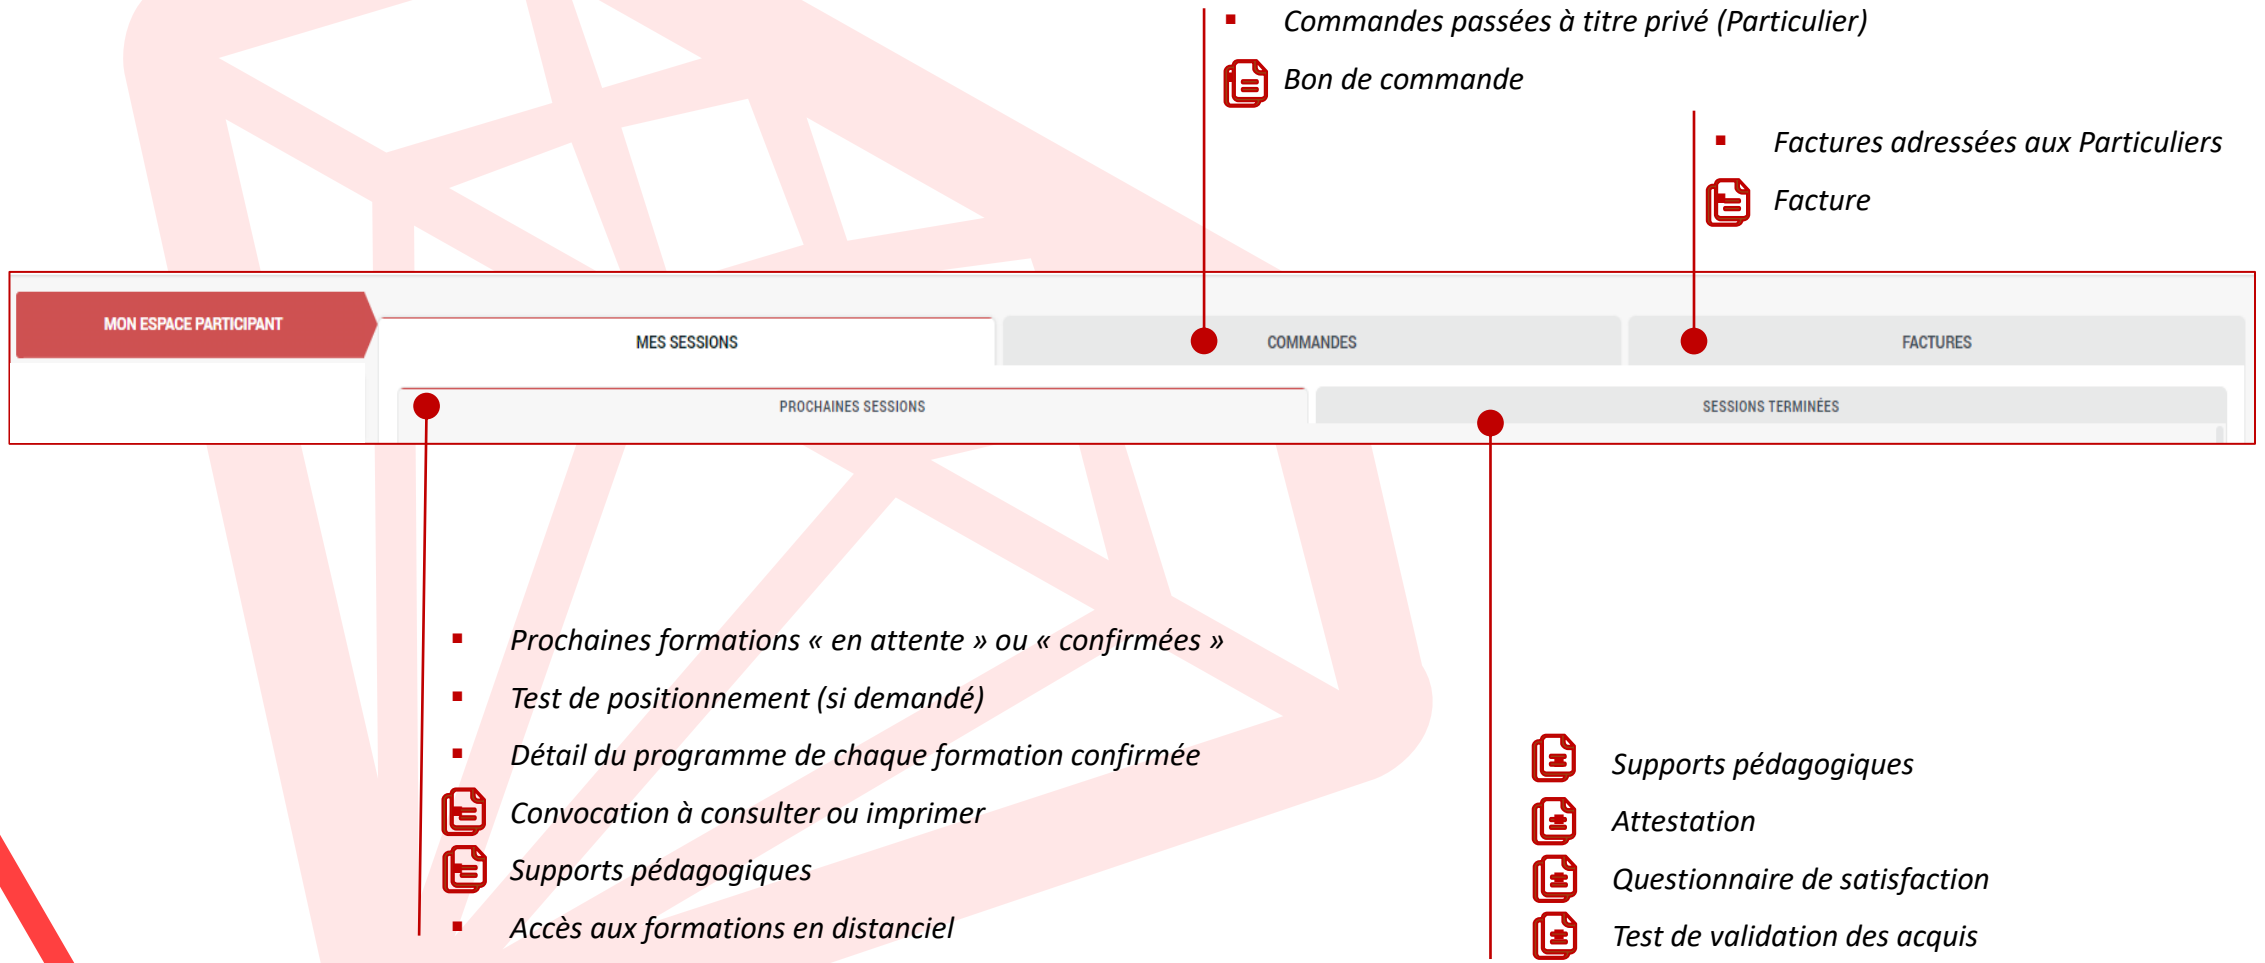 Commandes passées à titre privé (Particulier)
Bon de commande
Factures adressées aux Particuliers
Facture
MON ESPACE PARTICIPANT
MES SESSIONS
COMMANDES
FACTURES
PROCHAINES SESSIONS
SESSIONS TERMINÉES
Prochaines formations « en attente » ou « confirmées »
Test de positionnement (si demandé)
Détail du programme de chaque formation confirmée
Convocation à consulter ou imprimer
Supports pédagogiques
Accès aux formations en distanciel
Supports pédagogiques
Attestation
Questionnaire de satisfaction
Test de validation des acquis